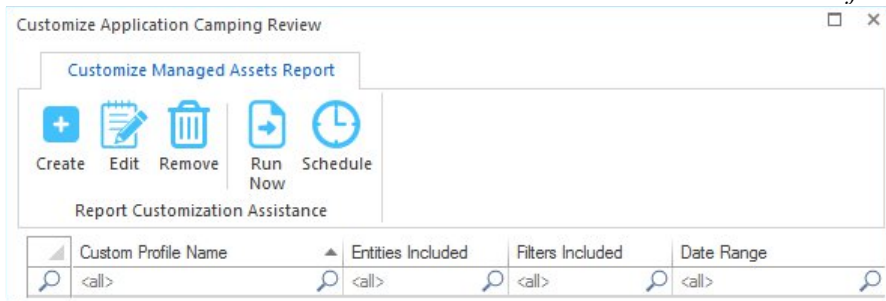 Customize Application Camping Review
Customize Managed Assets Report
Create Edit Remove Run Now Schedule
Report Customization Assistance
Custom Profile Name Entities Included Filters Included Date Range
<all> <all> <all> <all>